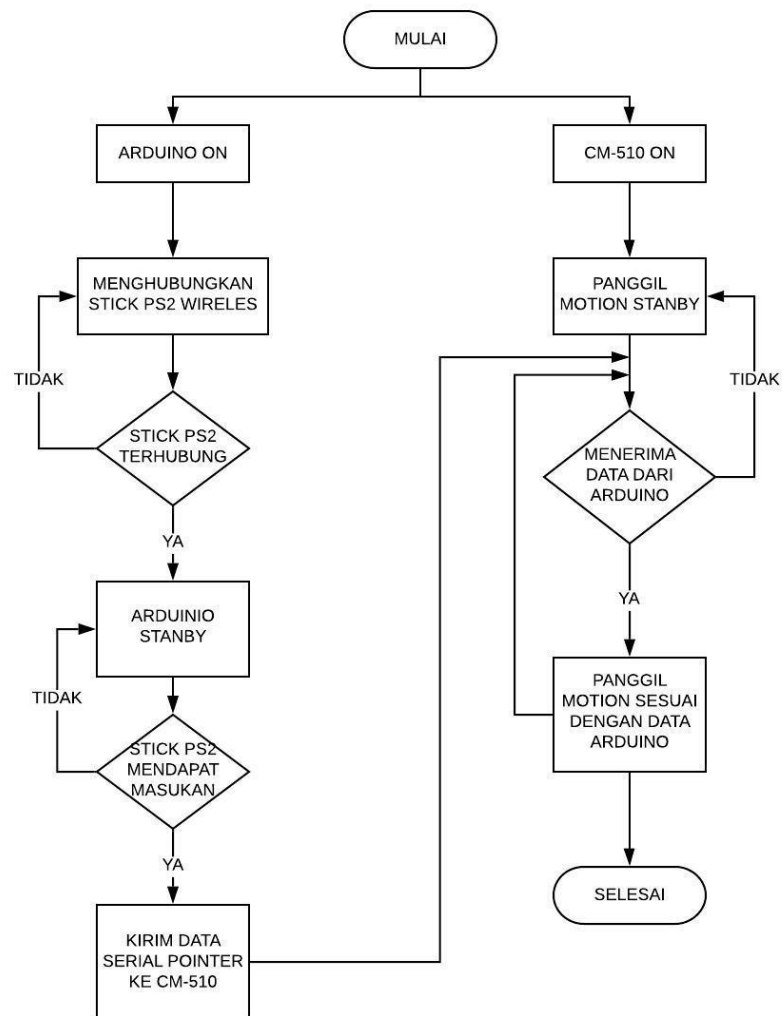 MULAI
ARDUINO ON
CM-510 ON
MENGHUBUNGKAN
STICK PS2 WIRELES
PANGGIL
MOTION STANBY
TIDAK
TIDAK
STICK PS2
TERHUBUNG
MENERIMA
DATA DARI
ARDUINO
YA
YA
ARDUINIO
STANBY
TIDAK
PANGGIL
MOTION SESUAI
DENGAN DATA
ARDUINO
STICK PS2
MENDAPAT
MASUKAN
YA
KIRIM DATA
SERIAL POINTER
KE CM-510
SELESAI